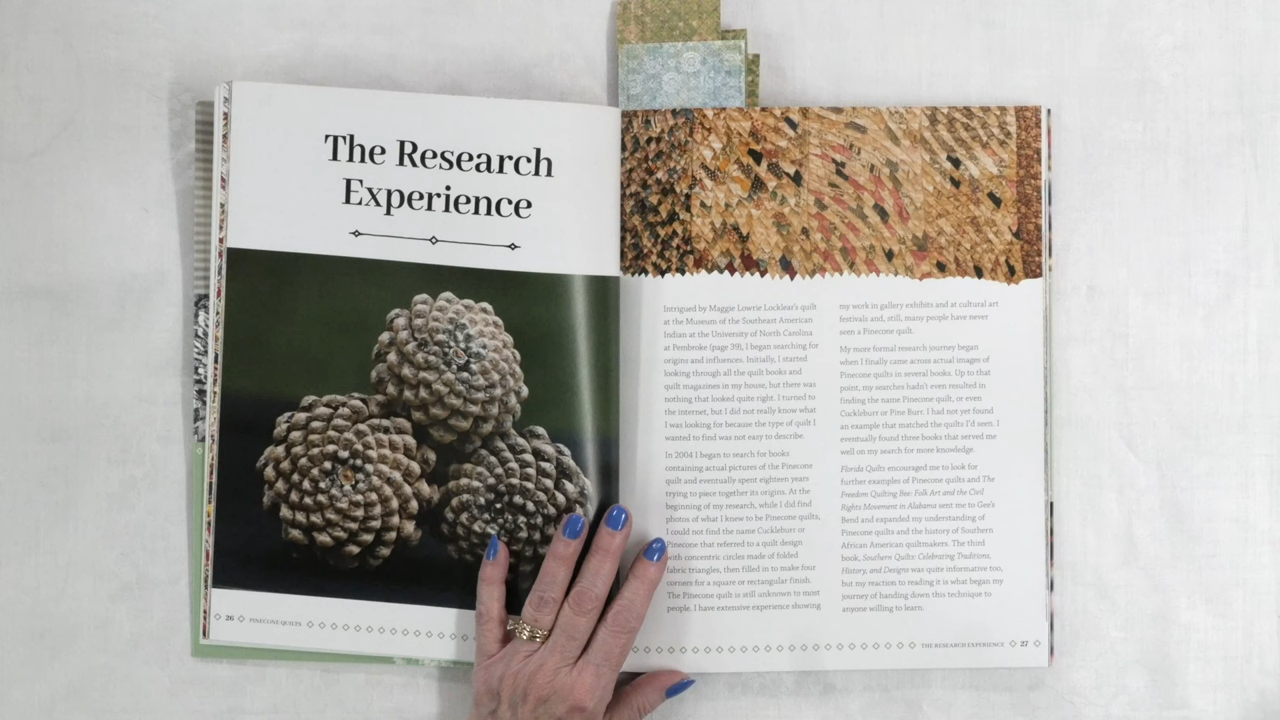 The Research
Experience
26
PINECONE QUILTS
Intrigued by Maggie Lowrie Locklear's quilt
at the Museum of the Southeast American
Indian at the University of North Carolina
at Pembroke (page 39), I began searching for
origins and influences. Initially, I started
looking through all the quilt books and
quilt magazines in my house, but there was
nothing that looked quite right. I turned to
the internet, but I did not really know what
I was looking for because the type of quilt I
wanted to find was not easy to describe.
In 2004 I began to search for books
containing actual pictures of the Pinecone
quilt and eventually spent eighteen years
trying to piece together its origins. At the
beginning of my research, while I did find
photos of what I knew to be Pinecone quilts,
I could not find the name Cuckleburr or
Pinecone that referred to a quilt design
with concentric circles made of folded
fabric triangles, then filled in to make four
corners for a square or rectangular finish.
The Pinecone quilt is still unknown to most
people. I have extensive experience showing
my work in gallery exhibits and at cultural art
festivals and, still, many people have never
seen a Pinecone quilt.
My more formal research journey began
when I finally came across actual images of
Pinecone quilts in several books. Up to that
point, my searches hadn't even resulted in
finding the name Pinecone quilt, or even
Cuckleburr or Pine Burr. I had not yet found
an example that matched the quilts I'd seen. I
eventually found three books that served me
well on my search for more knowledge.
Florida Quilts encouraged me to look for
further examples of Pinecone quilts and The
Freedom Quilting Bee: Folk Art and the Civil
Rights Movement in Alabama sent me to Gee's
Bend and expanded my understanding of
Pinecone quilts and the history of Southern
African American quiltmakers. The third
book, Southern Quilts: Celebrating Traditions,
History, and Designs was quite informative too,
but my reaction to reading it is what began my
journey of handing down this technique to
anyone willing to learn.
THE RESEARCH EXPERIENCE
27